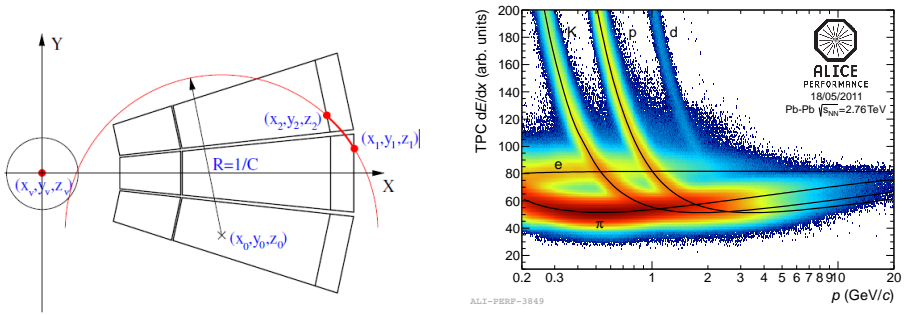 Y
(x₂,y₂,z₂)
(x₁,y₁,z₁)
R=1/C
(xᵥ,yᵥ,zᵥ)
X
(x₀,y₀,z₀)
TPC dE/dx (arb. units)
200
180
160
140
120
100
80
60
40
20
K
p
d
e
π
ALICE
PERFORMANCE
18/05/2011
Pb-Pb √sNN=2.76TeV
0.2 0.3 1 2 3 4 5 6 7 8 9 10 20
p (GeV/c)
ALI-PERF-3849